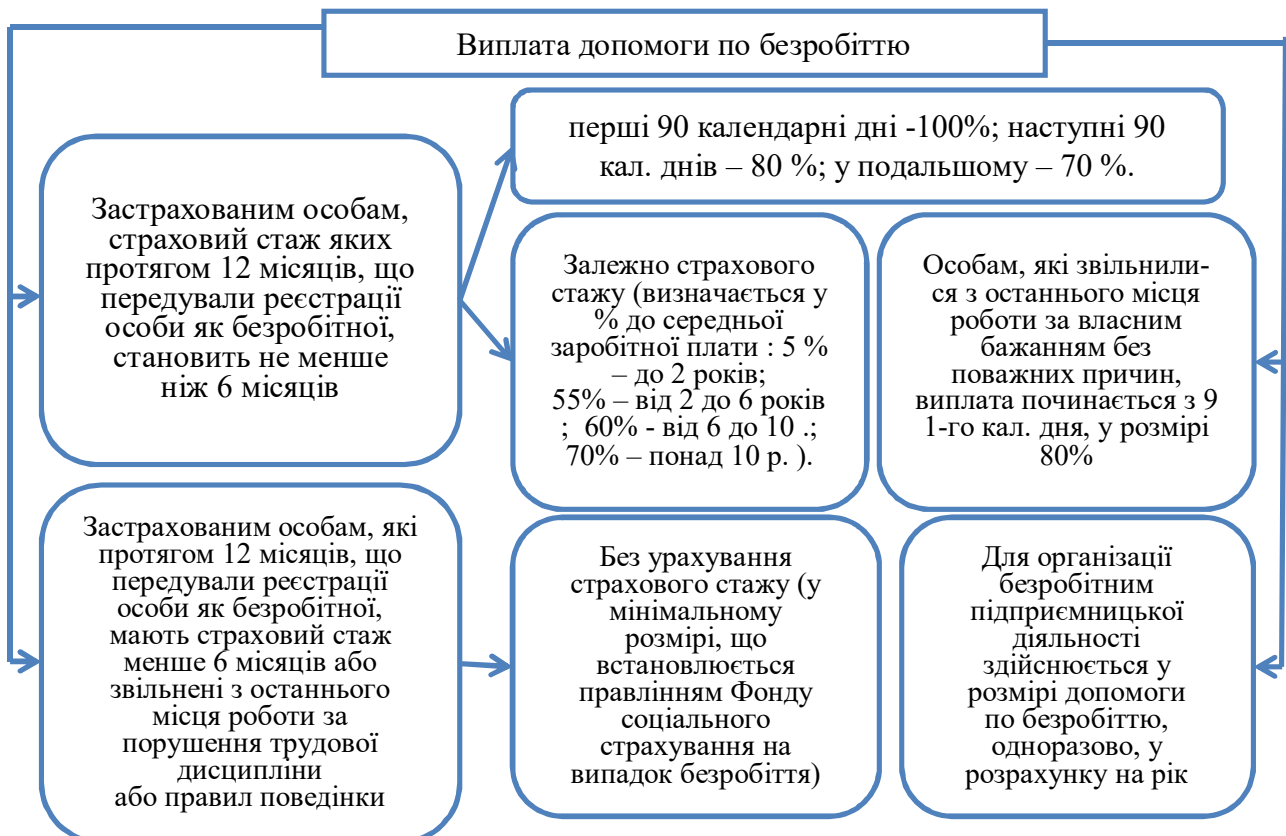 Виплата допомоги по безробіттю
перші 90 календарні дні -100%; наступні 90
кал. днів – 80 %; у подальшому – 70 %.
Застрахованим особам,
страховий стаж яких
протягом 12 місяців, що
передували реєстрації
особи як безробітної,
становить не менше
ніж 6 місяців
Залежно страхового
стажу (визначається у
% до середньої
заробітної плати : 5 %
– до 2 років;
55% – від 2 до 6 років
; 60% - від 6 до 10 .;
70% – понад 10 р. ).
Особам, які звільнили-
ся з останнього місця
роботи за власним
бажанням без
поважних причин,
виплата починається з 9
1-го кал. дня, у розмірі
80%
Застрахованим особам, які
протягом 12 місяців, що
передували реєстрації
особи як безробітної,
мають страховий стаж
менше 6 місяців або
звільнені з останнього
місця роботи за
порушення трудової
дисципліни
або правил поведінки
Без урахування
страхового стажу (у
мінімальному
розмірі, що
встановлюється
правлінням Фонду
соціального
страхування на
випадок безробіття)
Для організації
безробітним
підприємницької
діяльності
здійснюється у
розмірі допомоги
по безробіттю,
одноразово, у
розрахунку на рік